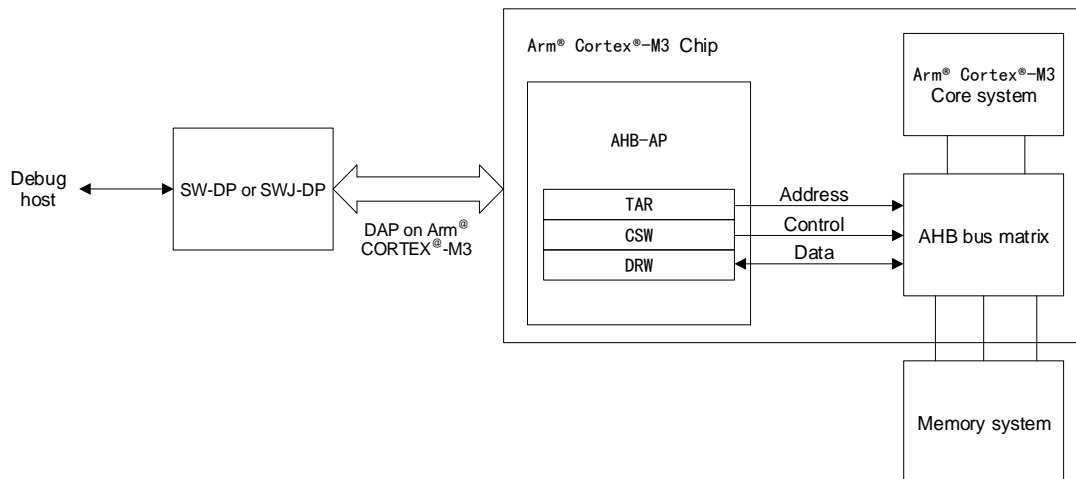 Arm® Cortex®-M3 Chip
Arm® Cortex®-M3
Core system
AHB-AP
Debug
host
SW-DP or SWJ-DP
TAR
CSW
DRW
Address
Control
Data
AHB bus matrix
DAP on Arm@
CORTEX@-M3
Memory system